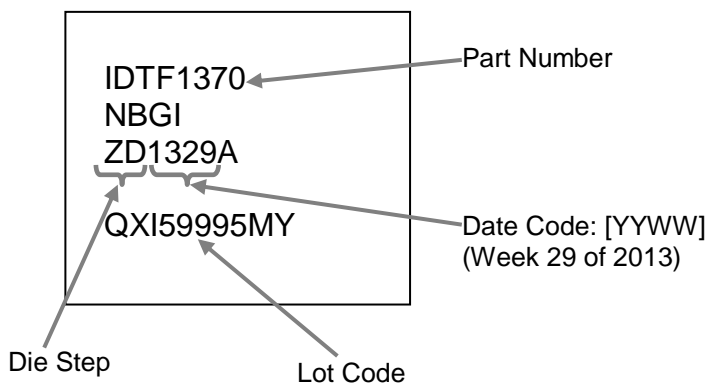 IDTF1370
NBGI
ZD1329A
QXI59995MY
Part Number
Date Code: [YYWW]
(Week 29 of 2013)
Die Step
Lot Code